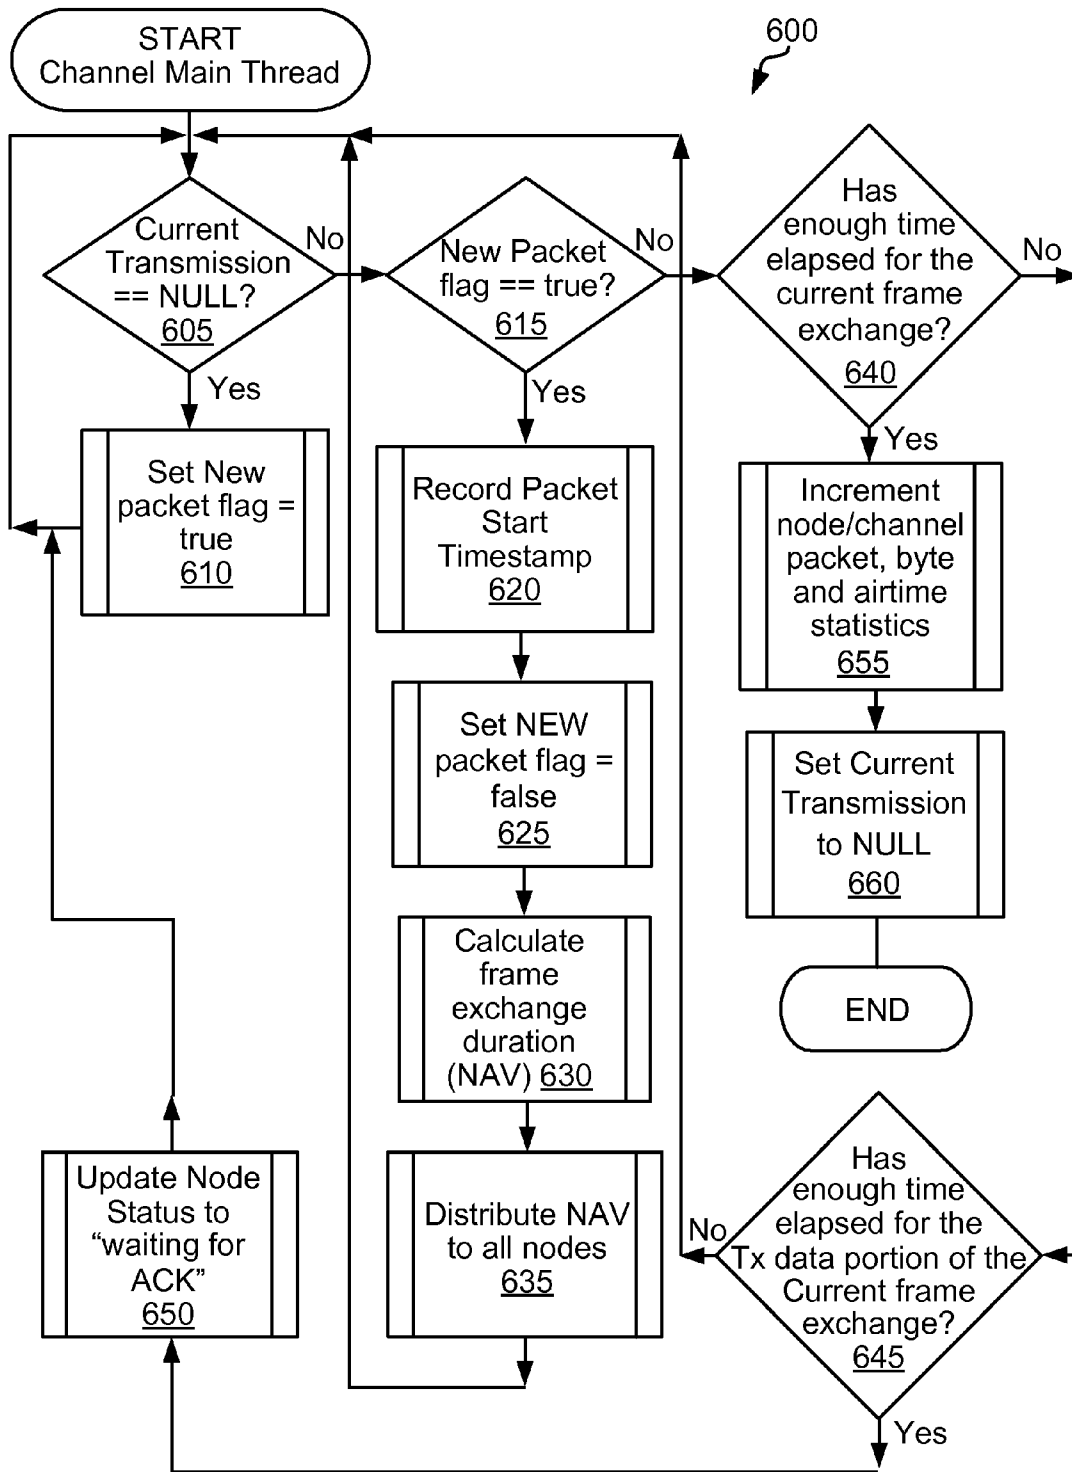 START
Channel Main Thread
600
Current
Transmission
== NULL?
605
No
Yes
Set New
packet flag =
true
610
New Packet
flag == true?
615
No
Yes
Record Packet
Start
Timestamp
620
Set NEW
packet flag =
false
625
Calculate
frame
exchange
duration
(NAV) 630
Distribute NAV
to all nodes
635
Has
enough time
elapsed for the
current frame
exchange?
640
No
Yes
Increment
node/channel
packet, byte
and airtime
statistics
655
Set Current
Transmission
to NULL
660
END
Has
enough time
elapsed for the
Tx data portion of the
Current frame
exchange?
645
No
Yes
Update Node
Status to
“waiting for
ACK”
650